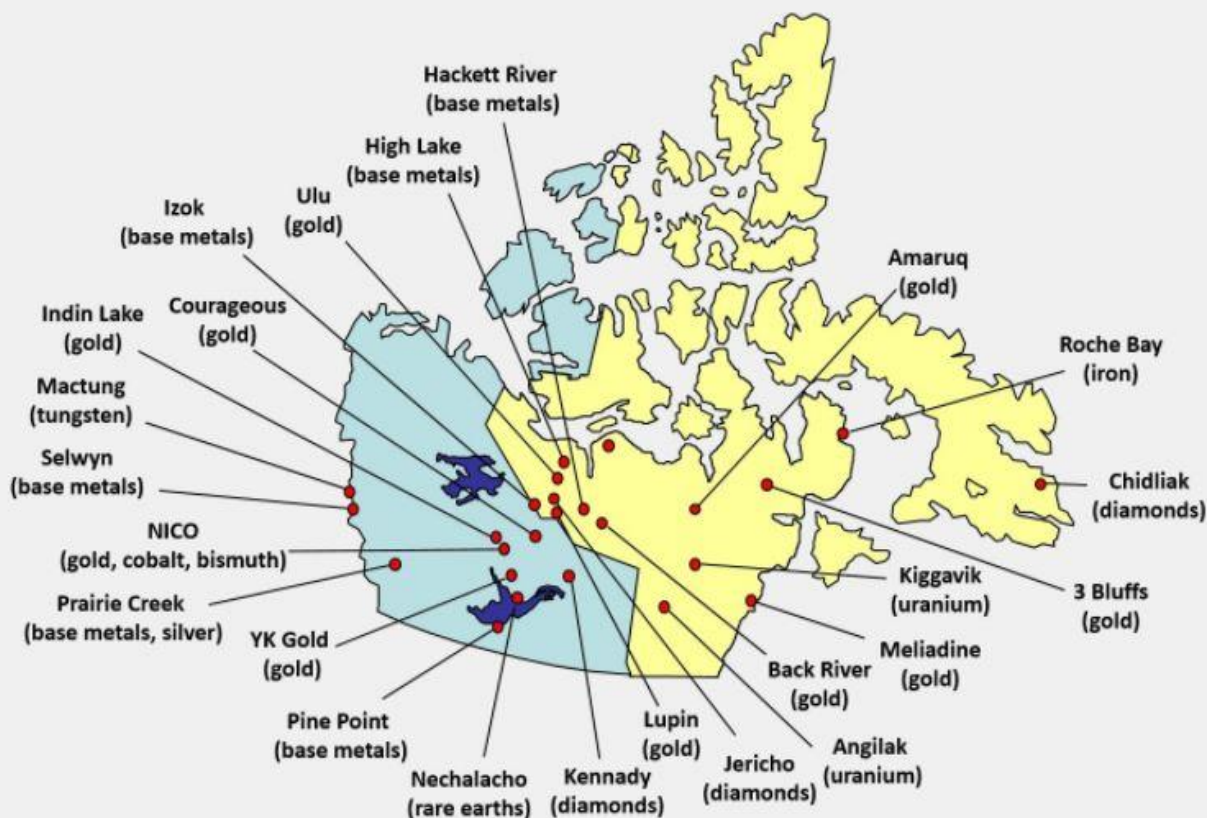 Hackett River
(base metals)
High Lake
(base metals)
Ulu
(gold)
Izok
(base metals)
Courageous
(gold)
Indin Lake
(gold)
Mactung
(tungsten)
Selwyn
(base metals)
NICO
(gold, cobalt, bismuth)
Prairie Creek
(base metals, silver)
YK Gold
(gold)
Pine Point
(base metals)
Nechalacho
(rare earths)
Kennady
(diamonds)
Lupin
(gold)
Jericho
(diamonds)
Back River
(gold)
Angilak
(uranium)
Meliadine
(gold)
Kiggavik
(uranium)
3 Bluffs
(gold)
Chidliak
(diamonds)
Roche Bay
(iron)
Amaruq
(gold)